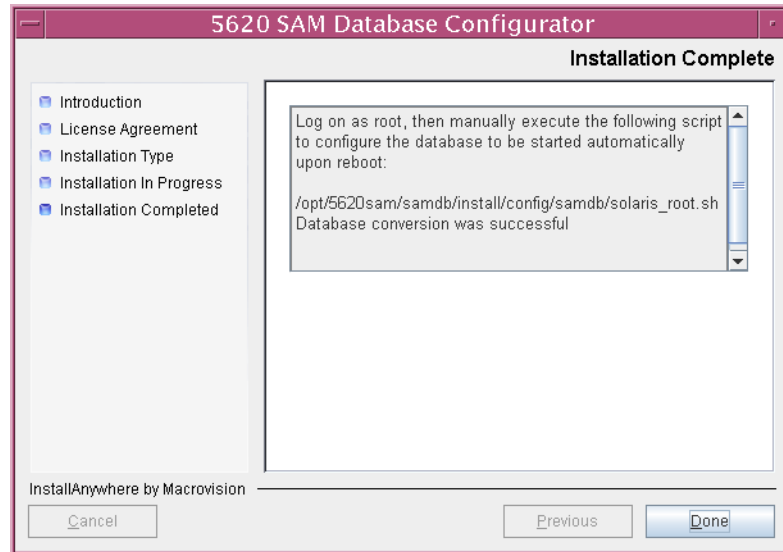 5620 SAM Database Configurator
Installation Complete
Introduction
License Agreement
Installation Type
Installation In Progress
Installation Completed
Log on as root, then manually execute the following script
to configure the database to be started automatically
upon reboot:
/opt/5620sam/samdb/install/config/samdb/solaris_root.sh
Database conversion was successful
InstallAnywhere by Macrovision
Cancel
Previous
Done